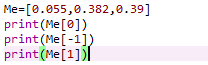 Me=[0.055,0.382,0.39]
print(Me[0])
print(Me[-1])
print(Me[1])